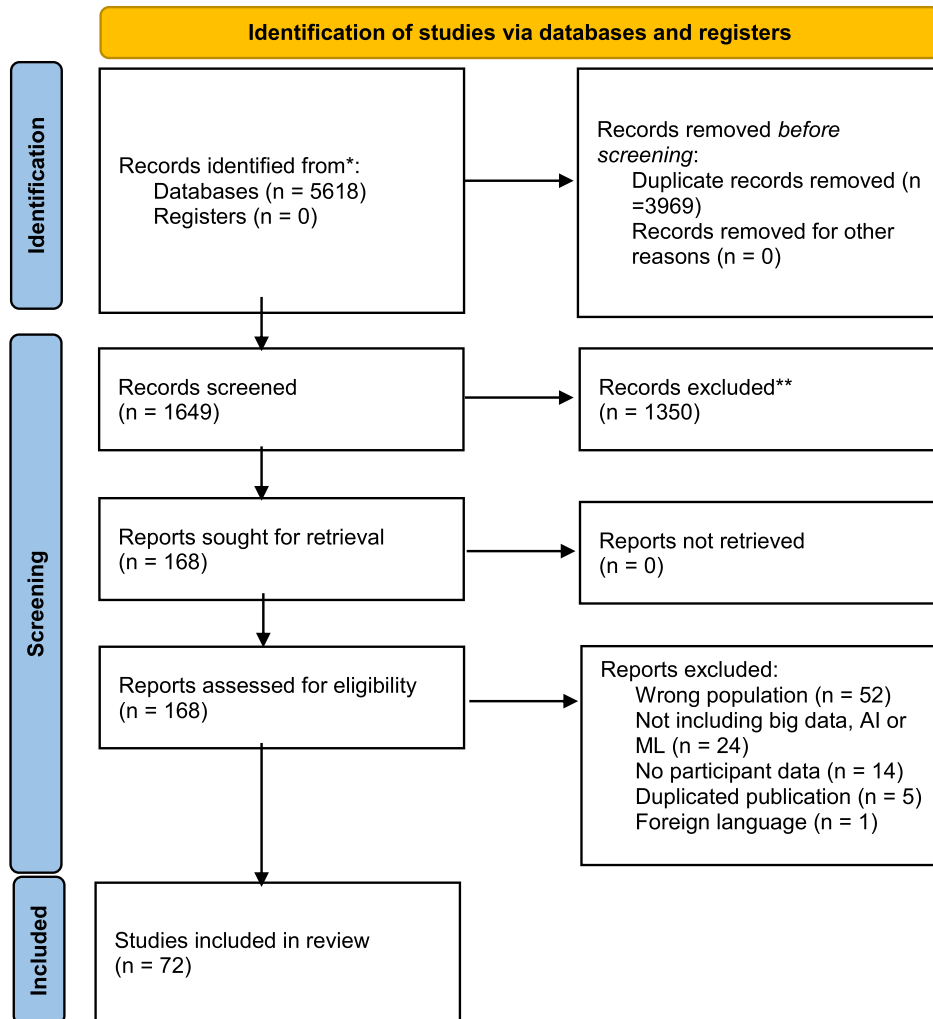 Identification of studies via databases and registers
Identification
Records identified from*:
Databases (n = 5618)
Registers (n = 0)
Records removed before
screening:
Duplicate records removed (n
=3969)
Records removed for other
reasons (n = 0)
Screening
Records screened
(n = 1649)
Records excluded**
(n = 1350)
Reports sought for retrieval
(n = 168)
Reports not retrieved
(n = 0)
Reports assessed for eligibility
(n = 168)
Reports excluded:
Wrong population (n = 52)
Not including big data, AI or
ML (n = 24)
No participant data (n = 14)
Duplicated publication (n = 5)
Foreign language (n = 1)
Included
Studies included in review
(n = 72)